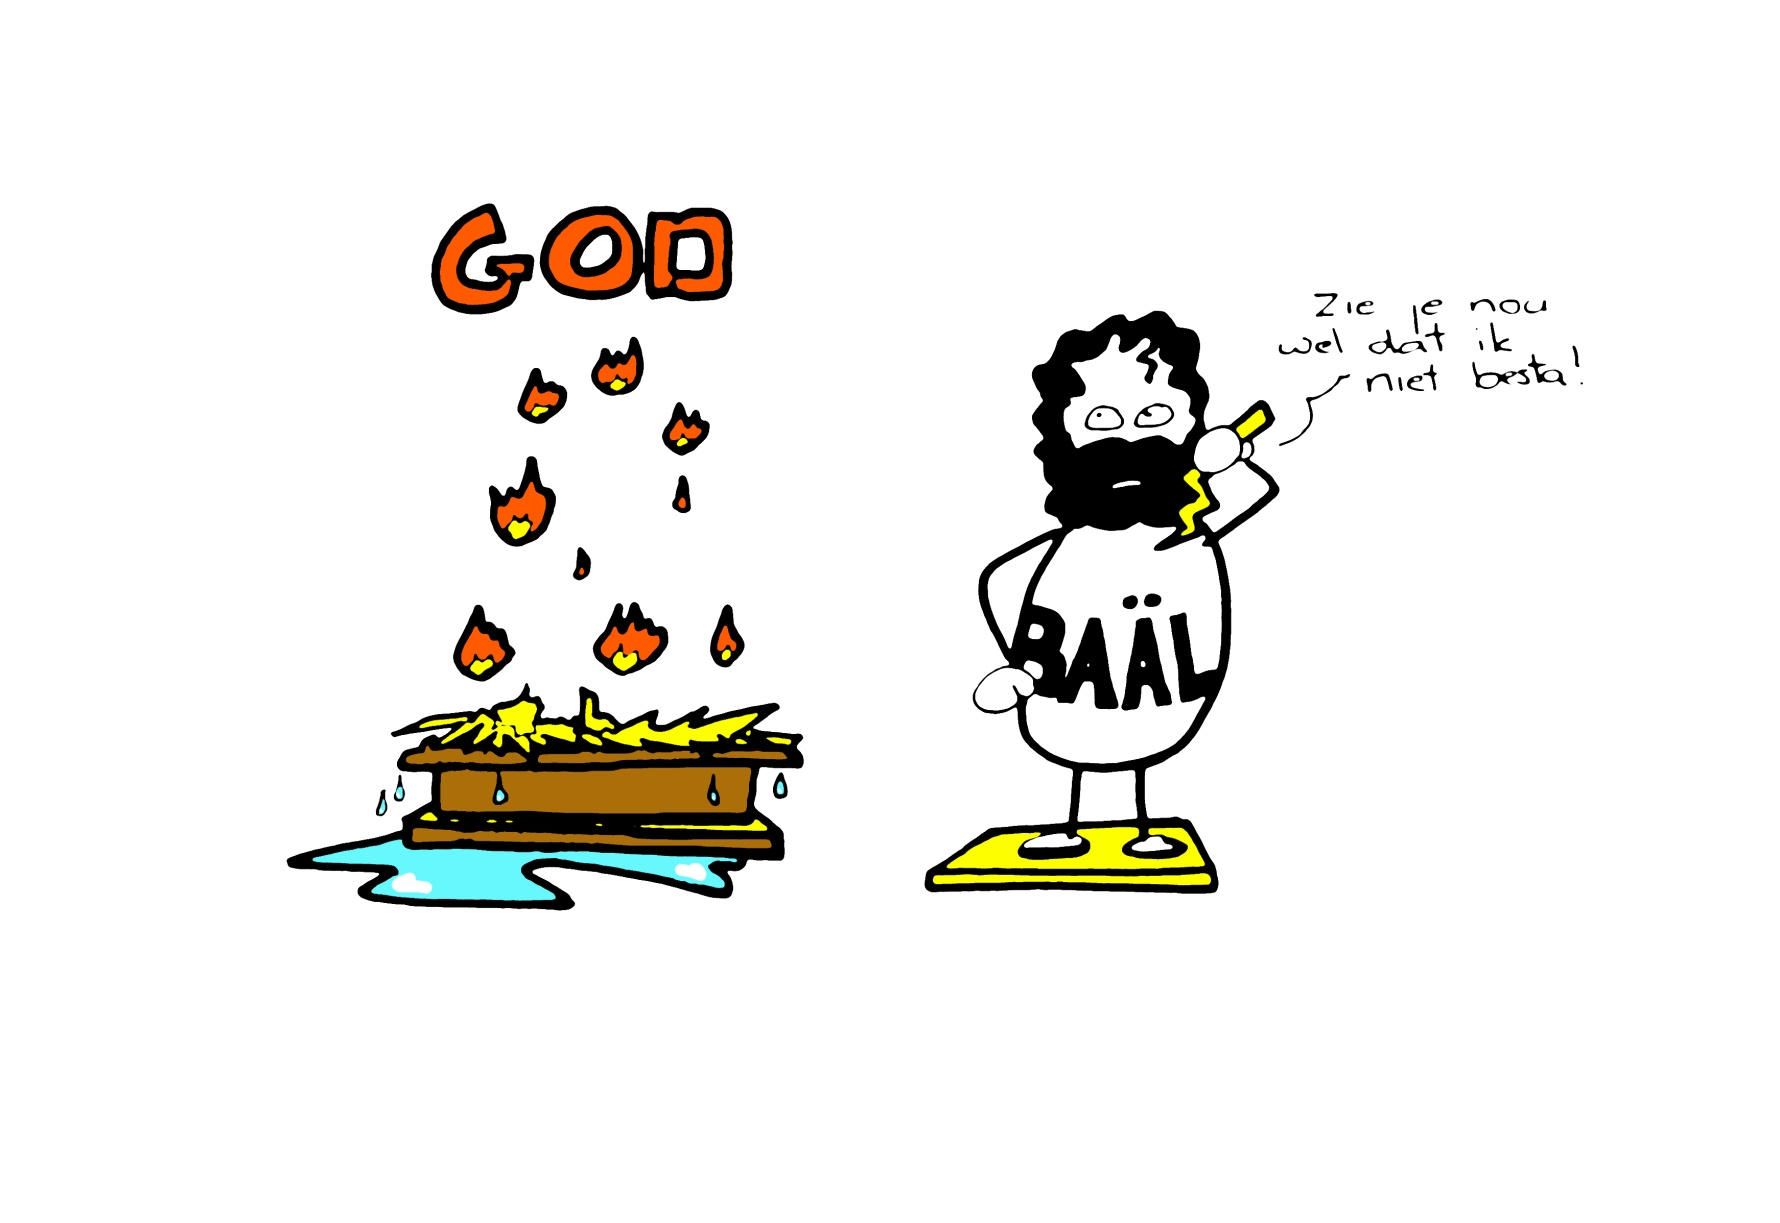 GOD
Zie je nou
wel dat ik
niet besta!
BAÄL